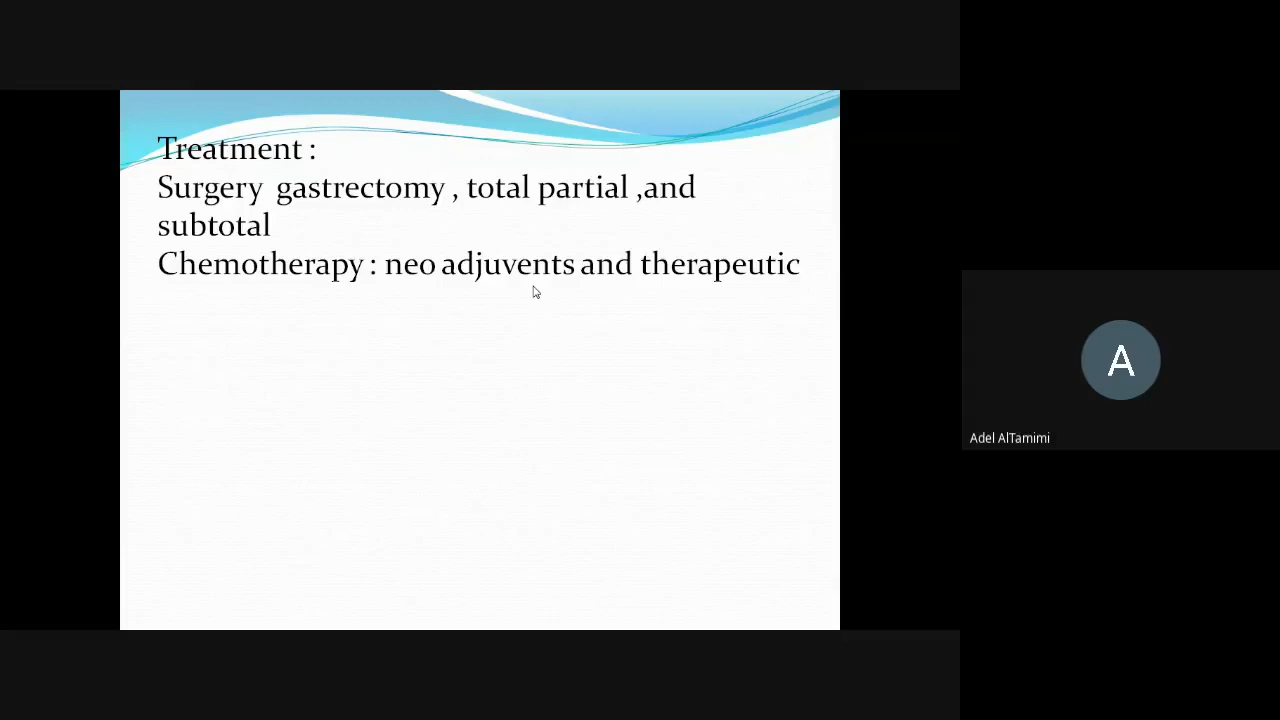 Treatment :
Surgery gastrectomy , total partial ,and
subtotal
Chemotherapy : neo adjuvents and therapeutic
A
Adel AlTamimi